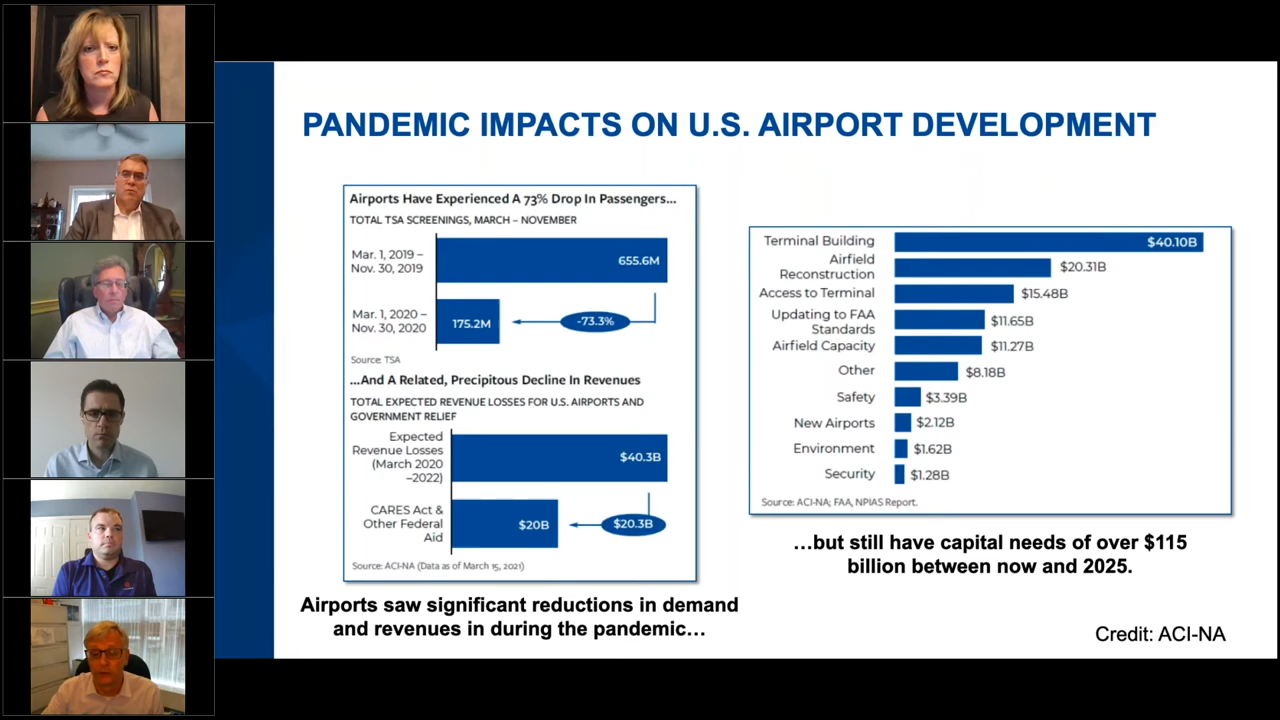 PANDEMIC IMPACTS ON U.S. AIRPORT DEVELOPMENT
Airports Have Experienced A 73% Drop In Passengers...
TOTAL TSA SCREENINGS, MARCH – NOVEMBER
Mar. 1, 2019 –
Nov. 30, 2019
655.6M
Mar. 1, 2020 –
Nov. 30, 2020
175.2M
-73.3%
Source: TSA
...And A Related, Precipitous Decline In Revenues
TOTAL EXPECTED REVENUE LOSSES FOR U.S. AIRPORTS AND
GOVERNMENT RELIEF
Expected
Revenue Losses
(March 2020
–2022)
$40.3B
CARES Act &
Other Federal
Aid
$20B
$20.3B
Source: ACI-NA (Data as of March 15, 2021)
Airports saw significant reductions in demand
and revenues in during the pandemic…
Terminal Building
$40.10B
Airfield
Reconstruction
$20.31B
Access to Terminal
$15.48B
Updating to FAA
Standards
$11.65B
Airfield Capacity
$11.27B
Other
$8.18B
Safety
$3.39B
New Airports
$2.12B
Environment
$1.62B
Security
$1.28B
Source: ACI-NA; FAA, NPIAS Report.
…but still have capital needs of over $115
billion between now and 2025.
Credit: ACI-NA